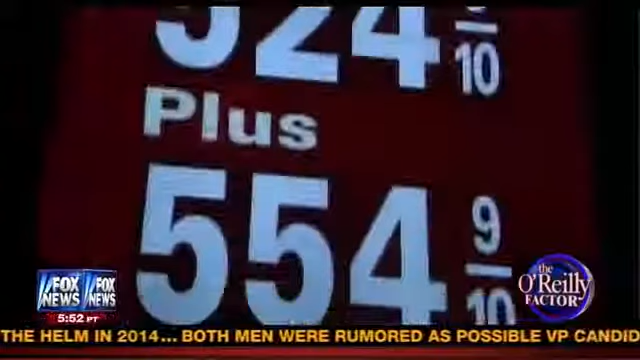 524 9/10
Plus
554 9/10
FOX NEWS FOX NEWS
5:52 PT
the O'Reilly FACTOR
THE HELM IN 2014... BOTH MEN WERE RUMORED AS POSSIBLE VP CANDID